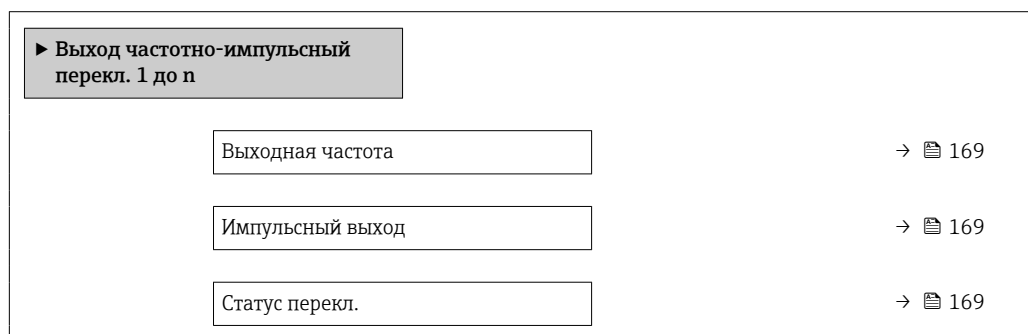 ▶ Выход частотно-импульсный
перекл. 1 до n
Выходная частота → 169
Импульсный выход → 169
Статус перекл. → 169